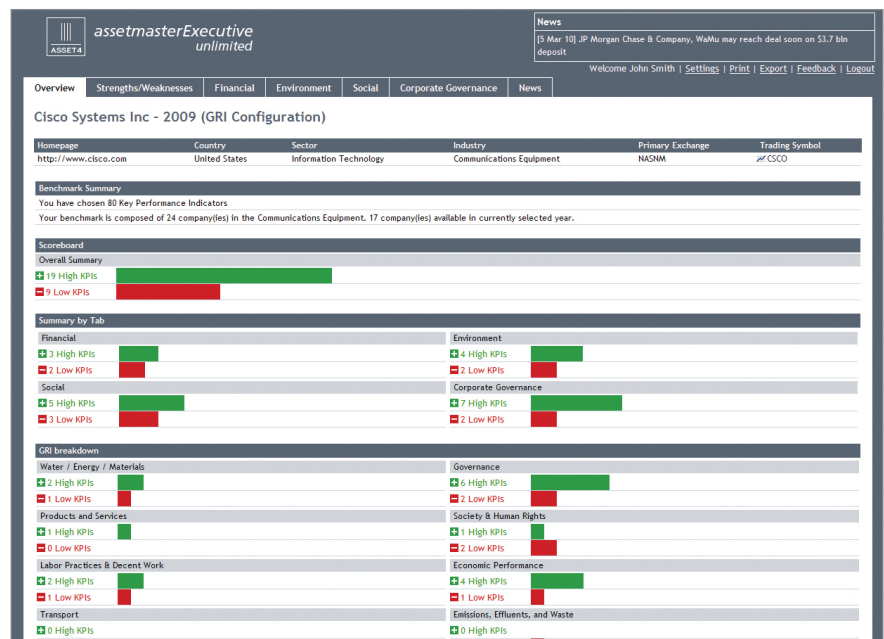 ASSET4
assetmasterExecutive
unlimited
News
[5 Mar 10] JP Morgan Chase & Company, WaMu may reach deal soon on $3.7 bln
deposit
Welcome John Smith | Settings | Print | Export | Feedback | Logout
Overview Strengths/Weaknesses Financial Environment Social Corporate Governance News
Cisco Systems Inc - 2009 (GRI Configuration)
Homepage Country Sector Industry Primary Exchange Trading Symbol
http://www.cisco.com United States Information Technology Communications Equipment NASNM CSCO
Benchmark Summary
You have chosen 80 Key Performance Indicators
Your benchmark is composed of 24 company(ies) in the Communications Equipment. 17 company(ies) available in currently selected year.
Scoreboard
Overall Summary
19 High KPIs
9 Low KPIs
Summary by Tab
Financial Environment
3 High KPIs 4 High KPIs
2 Low KPIs 2 Low KPIs
Social Corporate Governance
5 High KPIs 7 High KPIs
3 Low KPIs 2 Low KPIs
GRI breakdown
Water / Energy / Materials Governance
2 High KPIs 6 High KPIs
1 Low KPIs 2 Low KPIs
Products and Services Society & Human Rights
1 High KPIs 1 High KPIs
0 Low KPIs 2 Low KPIs
Labor Practices & Decent Work Economic Performance
2 High KPIs 4 High KPIs
1 Low KPIs 1 Low KPIs
Transport Emissions, Effluents, and Waste
0 High KPIs 0 High KPIs